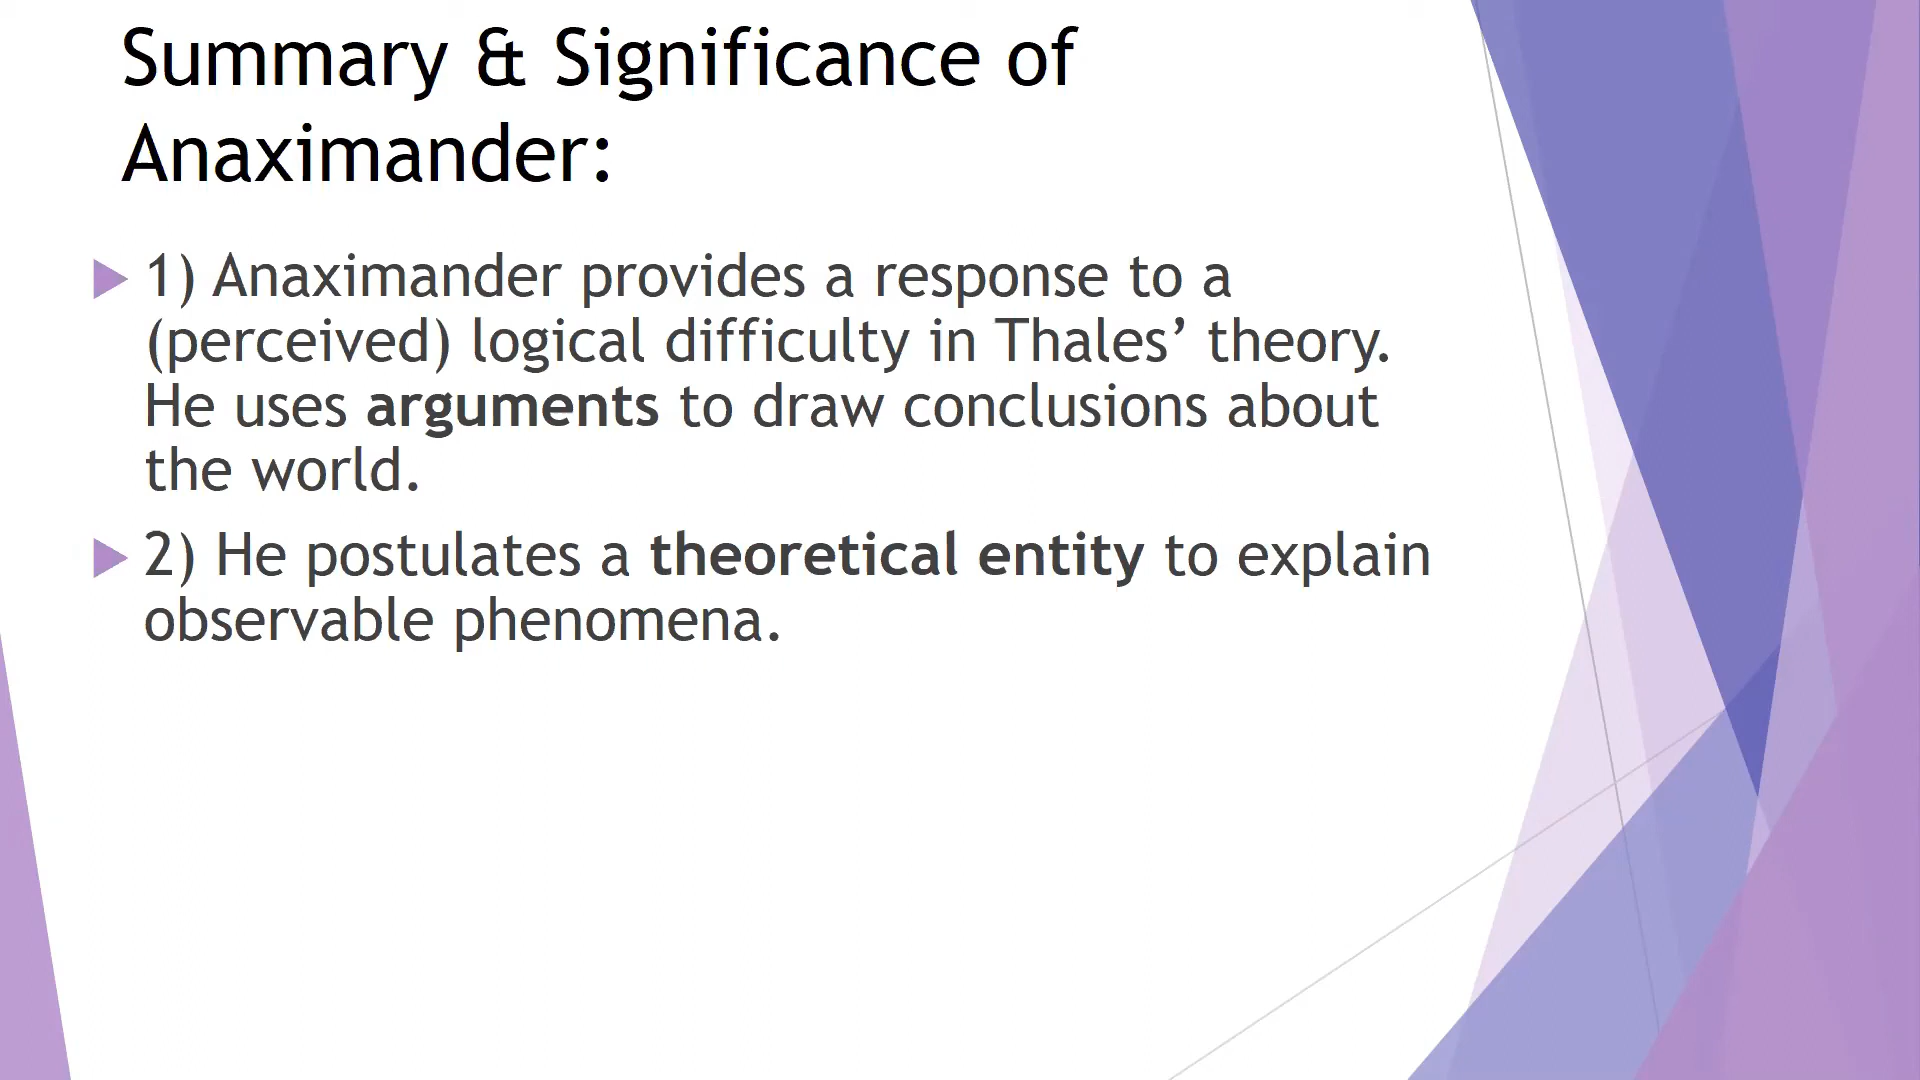 Summary & Significance of
Anaximander:
1) Anaximander provides a response to a
(perceived) logical difficulty in Thales’ theory.
He uses arguments to draw conclusions about
the world.
2) He postulates a theoretical entity to explain
observable phenomena.